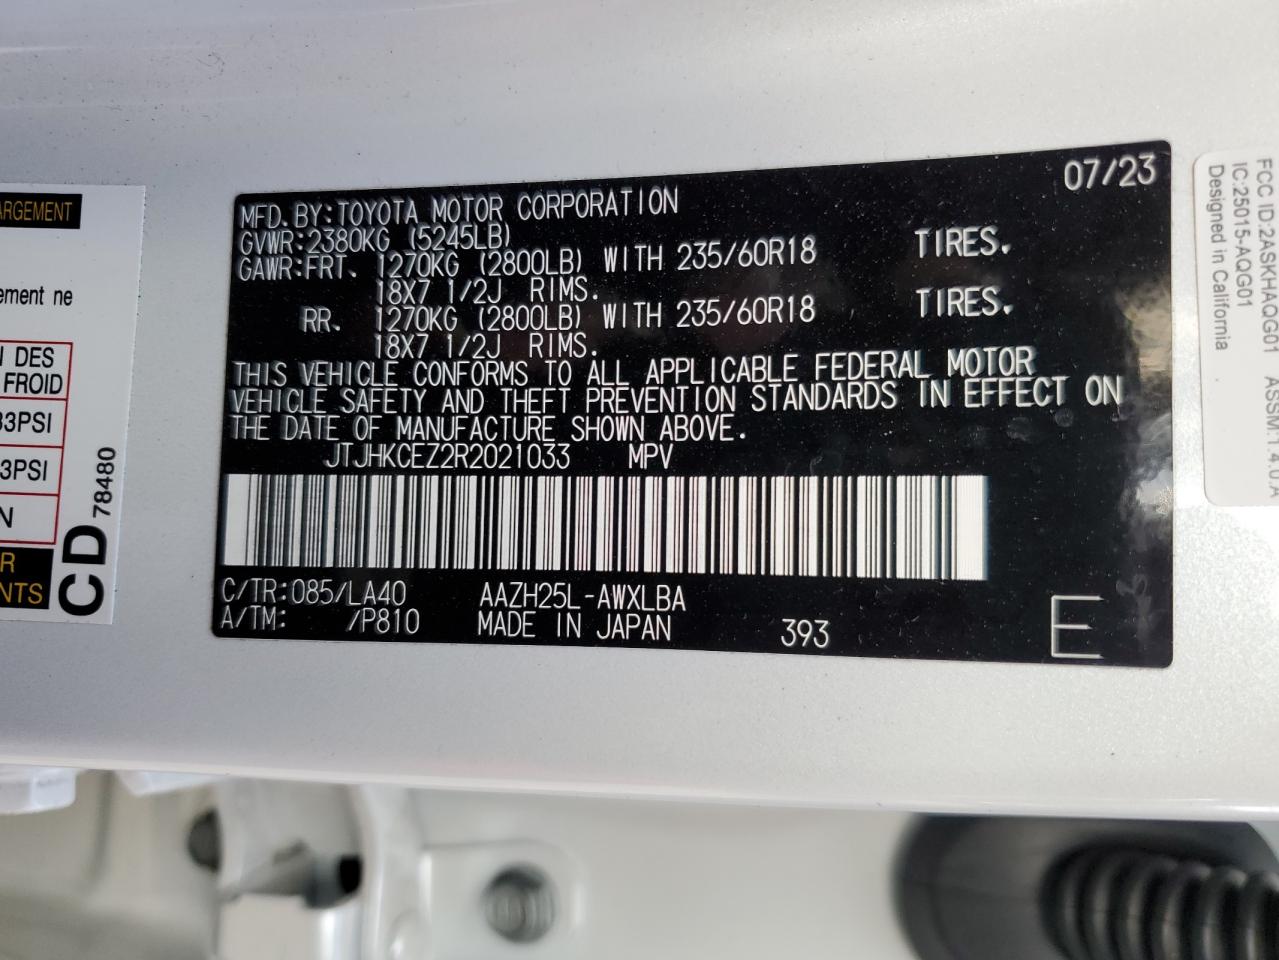 ARGEMENT
ement ne
DES
FROID
3PSI
3PSI
N
R
NTS
CD
78480
07/23
MFD. BY:TOYOTA MOTOR CORPORATION
GVWR:2380KG (5245LB)
GAWR:FRT. 1270KG (2800LB) WITH 235/60R18 TIRES.
18X7 1/2J RIMS.
RR. 1270KG (2800LB) WITH 235/60R18 TIRES.
18X7 1/2J RIMS.
THIS VEHICLE CONFORMS TO ALL APPLICABLE FEDERAL MOTOR
VEHICLE SAFETY AND THEFT PREVENTION STANDARDS IN EFFECT ON
THE DATE OF MANUFACTURE SHOWN ABOVE.
JTJHKCEZ2R2021033 MPV
C/TR:085/LA40 AAZH25L-AWXLBA
A/TM: /P810 MADE IN JAPAN 393 E
FCC ID:2ASKHAQG01 ASSM:1.4.0.A
IC:25015-AQG01
Designed in California